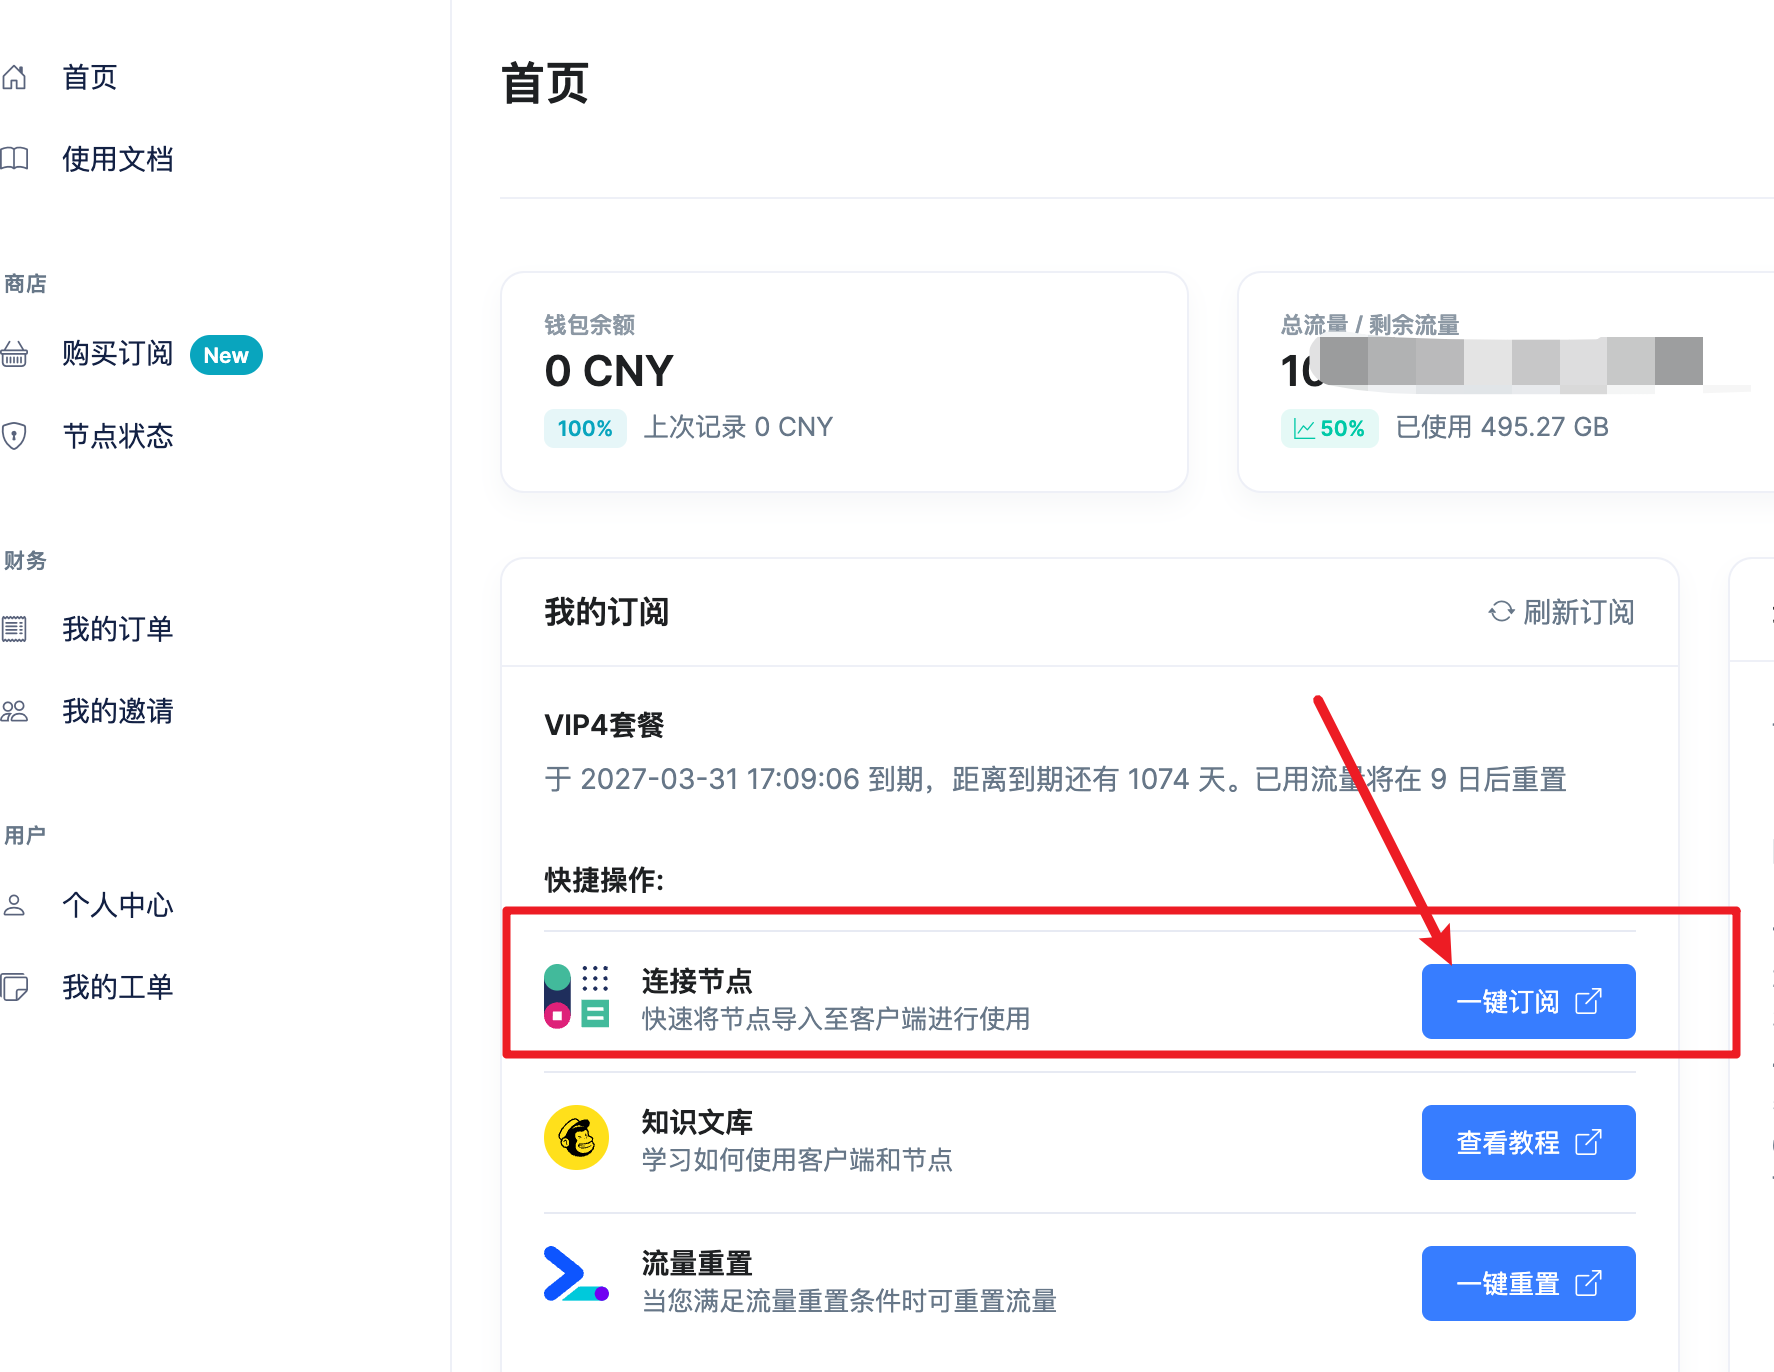 首页
使用文档
商店
购买订阅 New
节点状态
财务
我的订单
我的邀请
用户
个人中心
我的工单
首页
钱包余额
0 CNY
100% 上次记录 0 CNY
总流量 / 剩余流量
10
50% 已使用 495.27 GB
我的订阅
刷新订阅
VIP4套餐
于 2027-03-31 17:09:06 到期，距离到期还有 1074 天。已用流量将在 9 日后重置
快捷操作:
连接节点
快速将节点导入至客户端进行使用
一键订阅
知识文库
学习如何使用客户端和节点
查看教程
流量重置
当您满足流量重置条件时可重置流量
一键重置